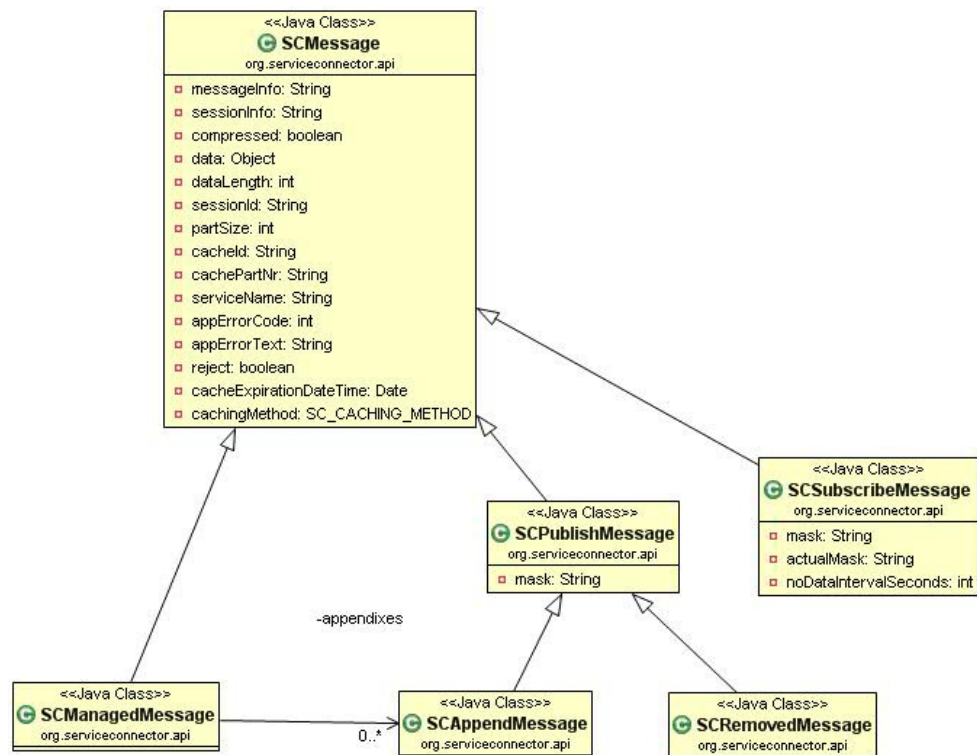 <<Java Class>>
SCMessage
org.serviceconnector.api
messageInfo: String
sessionInfo: String
compressed: boolean
data: Object
dataLength: int
sessionId: String
partSize: int
cacheId: String
cachePartNr: String
serviceName: String
appErrorCode: int
appErrorText: String
reject: boolean
cacheExpirationDateTime: Date
cachingMethod: SC_CACHING_METHOD
<<Java Class>>
SCSubscribeMessage
org.serviceconnector.api
mask: String
actualMask: String
noDataIntervalSeconds: int
<<Java Class>>
SCPublishMessage
org.serviceconnector.api
mask: String
-appendixes
<<Java Class>>
SCManagedMessage
org.serviceconnector.api
0..*
<<Java Class>>
SCAppendMessage
org.serviceconnector.api
<<Java Class>>
SCRemovedMessage
org.serviceconnector.api